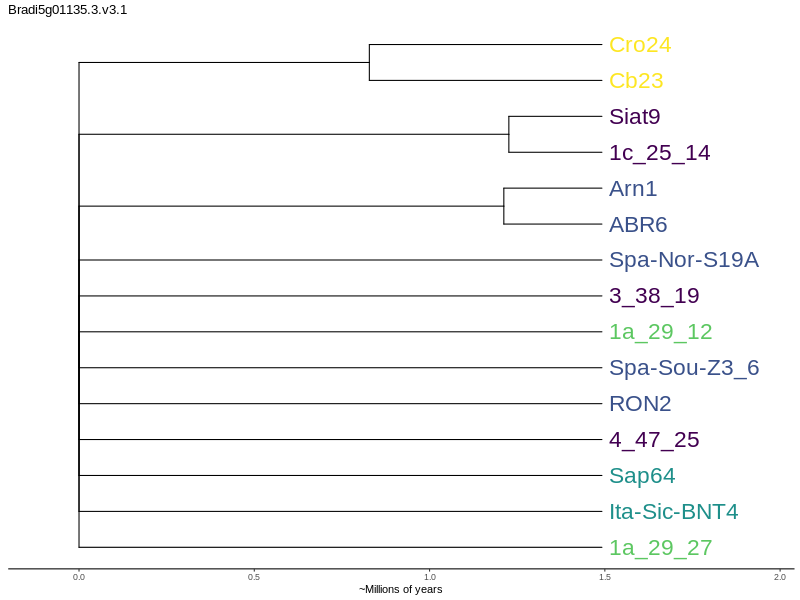 Bradi5g01135.3.v3.1
Cro24
Cb23
Siat9
1c_25_14
Arn1
ABR6
Spa-Nor-S19A
3_38_19
1a_29_12
Spa-Sou-Z3_6
RON2
4_47_25
Sap64
Ita-Sic-BNT4
1a_29_27
0.0 0.5 1.0 1.5 2.0
~Millions of years